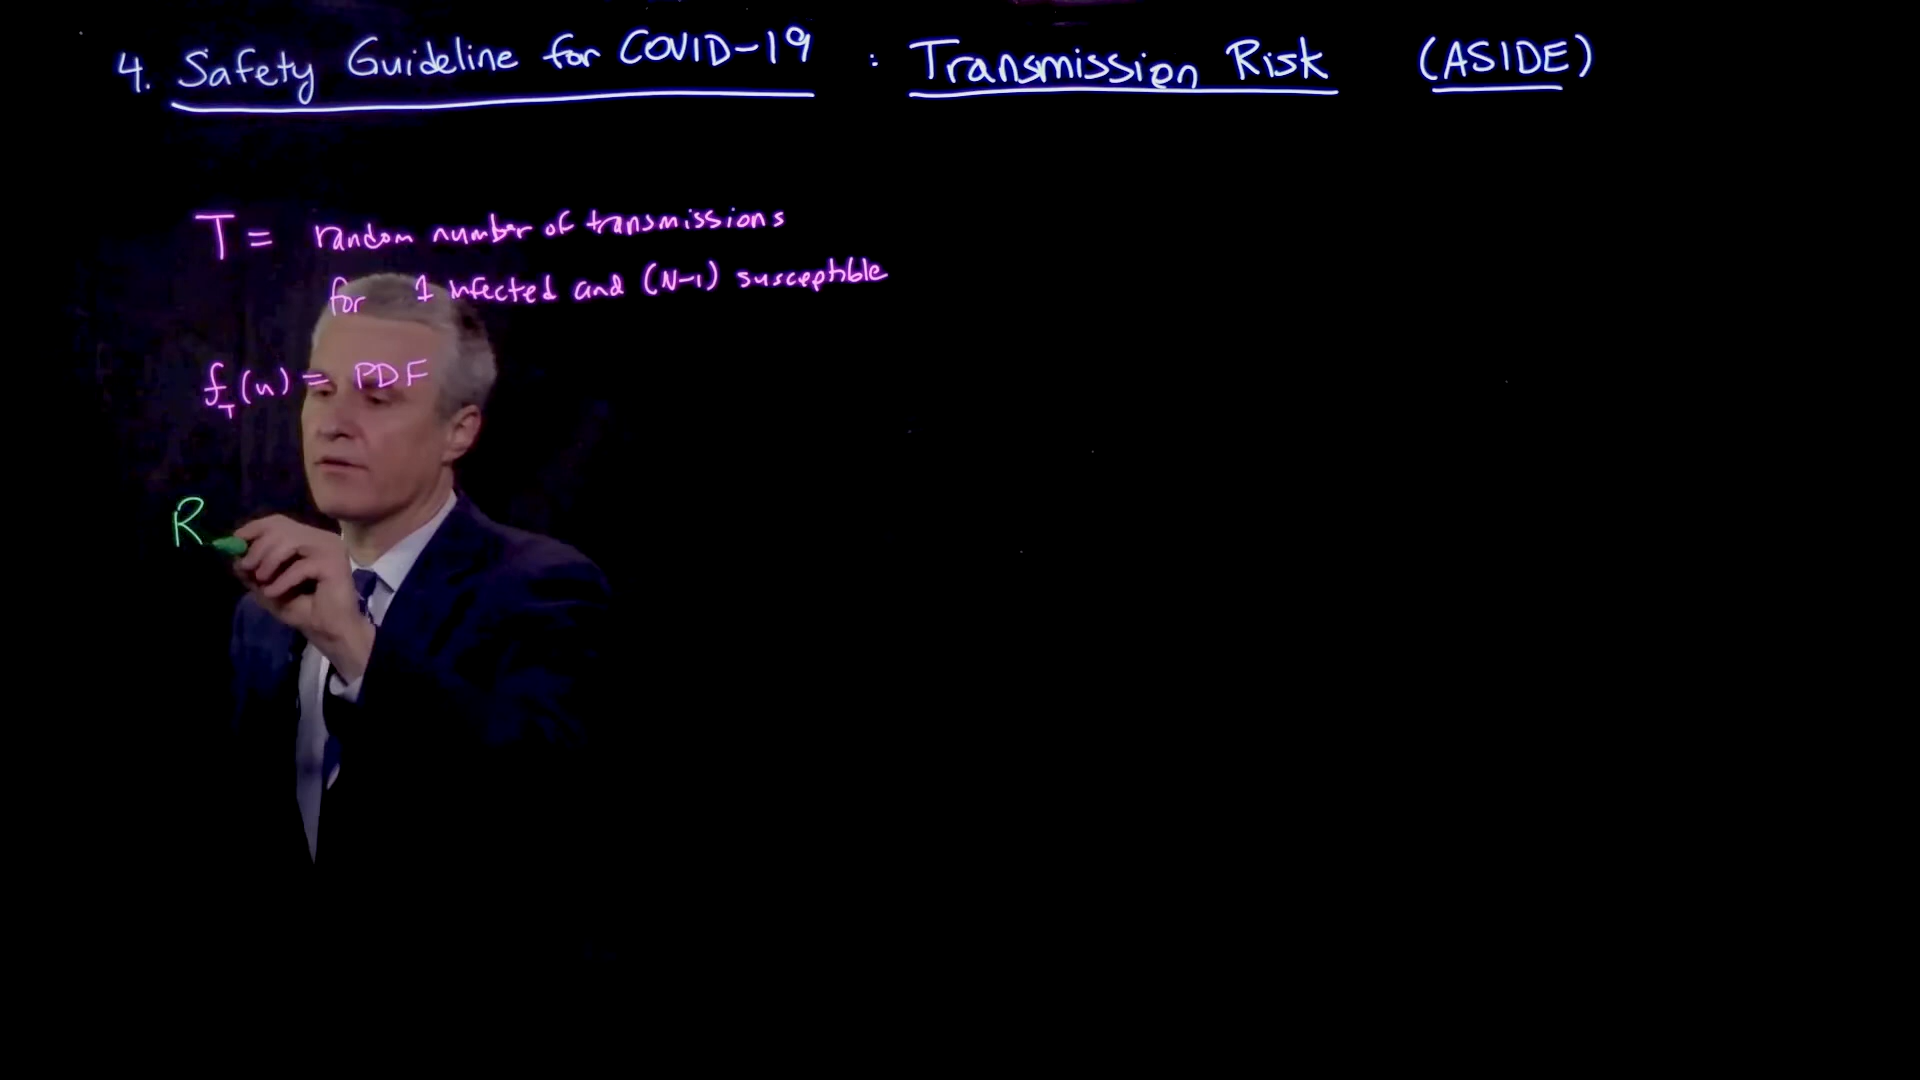 4. Safety Guideline for COVID-19 : Transmission Risk (ASIDE)
T = random number of transmissions
for 1 infected and (N-1) susceptible
f_T(n) = PDF
R